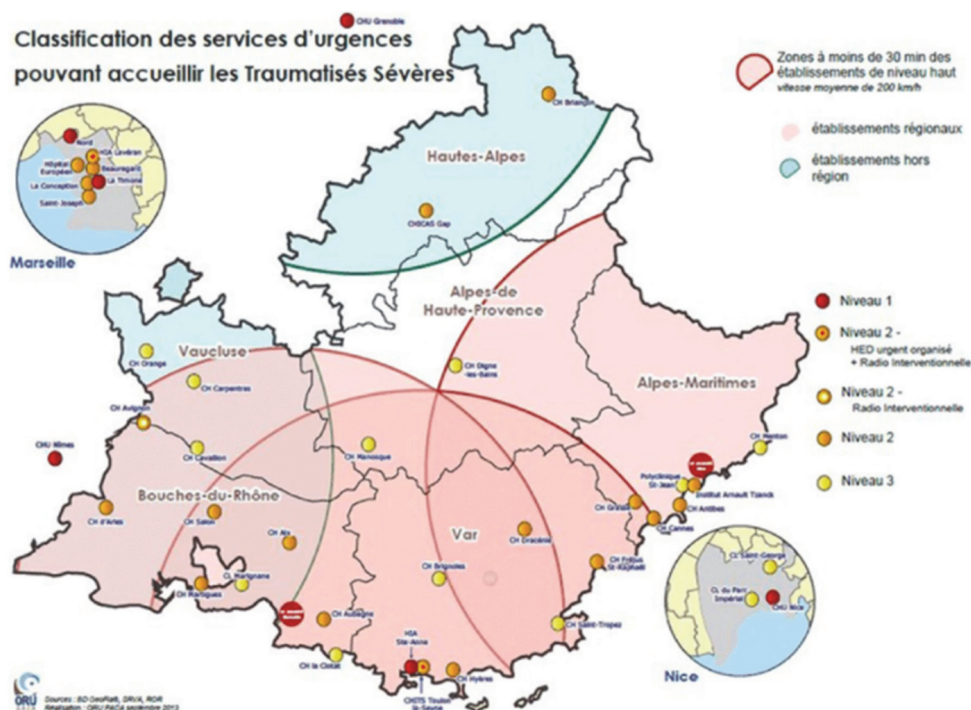 CHU Grenoble
Classification des services d'urgences
pouvant accueillir les Traumatisés Sévères
Zones à moins de 30 min des
établissements de niveau haut
vitesse moyenne de 200 km/h
établissements régionaux
établissements hors
région
Nord
HIA Lavéran
Hôpital
Européen
Beauregard
La Conception
La Timone
Saint-Joseph
Marseille
CH Briançon
Hautes-Alpes
CHICAS Gap
Alpes-de
Haute-Provence
Vaucluse
CH Orange
CH Carpentras
CH Digne
-les-Bains
Alpes-Maritimes
CH Avignon
CHU Nîmes
CH Cavaillon
CH Manosque
CH Menton
Polyclinique
St-Jean
Institut Arnault Tzanck
Bouches-du-Rhône
CH d'Arles
CH Salon
CH Aix
Var
CH Grasse
CH Antibes
CH Cannes
CH Dracénie
CH Fréjus
St-Raphaël
CL Marignane
CH Martigues
CH Brignoles
CH Aubagne
CH la Ciotat
HIA
Ste-Anne
CH Saint-Tropez
CH Hyères
CHITS Toulon
la-Seyne
Niveau 1
Niveau 2 -
HED urgent organisé
+ Radio Interventionnelle
Niveau 2 -
Radio Interventionnelle
Niveau 2
Niveau 3
CL Saint-George
CL du Parc
Impérial
CHU Nice
Nice
ORU
PACA
Sources : BD GeoFla®, DRVA, ROR
Réalisation : ORU PACA septembre 2013